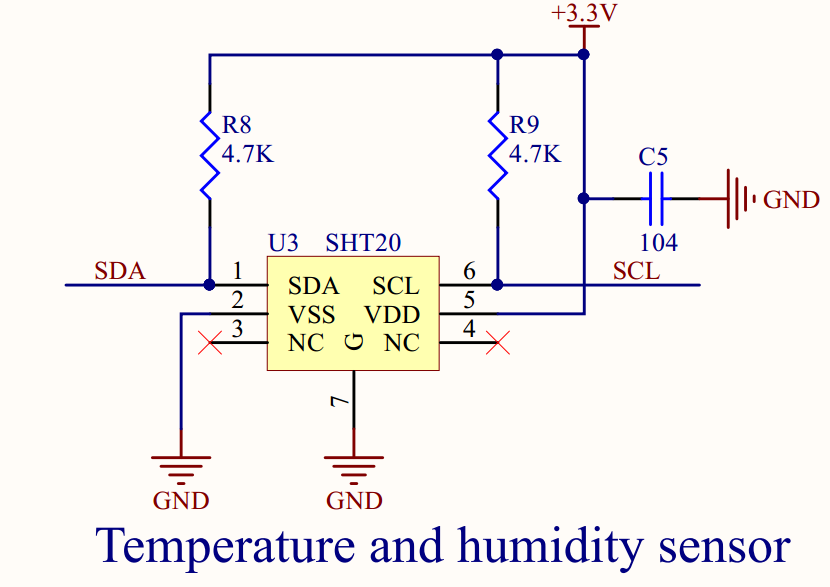 +3.3V
R8
4.7K
R9
4.7K
C5
104
GND
U3 SHT20
SDA
1
SDA
SCL
6
SCL
2
VSS
VDD
5
3
NC
G
NC
4
7
GND
GND
Temperature and humidity sensor